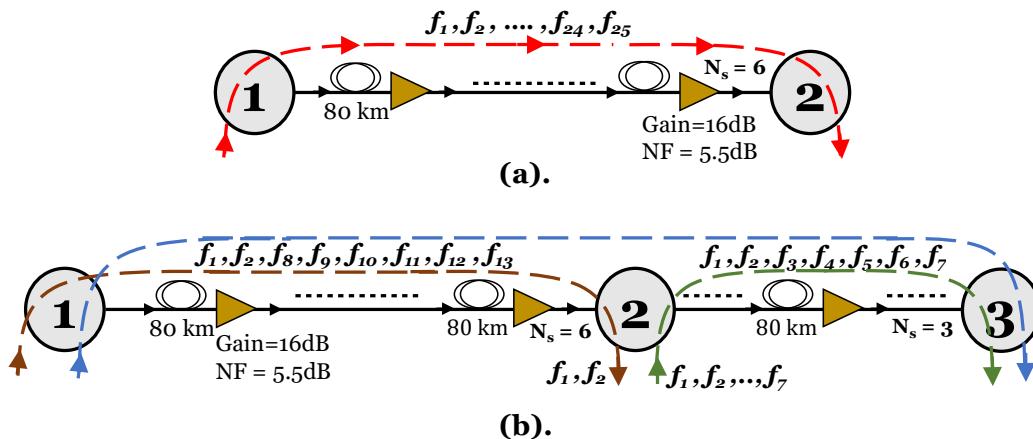 f₁, f₂, ...., f₂₄, f₂₅
1
80 km
Nₛ = 6
2
Gain=16dB
NF = 5.5dB
(a).
f₁, f₂, f₈, f₉, f₁₀, f₁₁, f₁₂, f₁₃
f₁, f₂, f₃, f₄, f₅, f₆, f₇
1
80 km
80 km
Nₛ = 6
2
80 km
Nₛ = 3
3
Gain=16dB
NF = 5.5dB
f₁, f₂
f₁, f₂,.., f₇
(b).